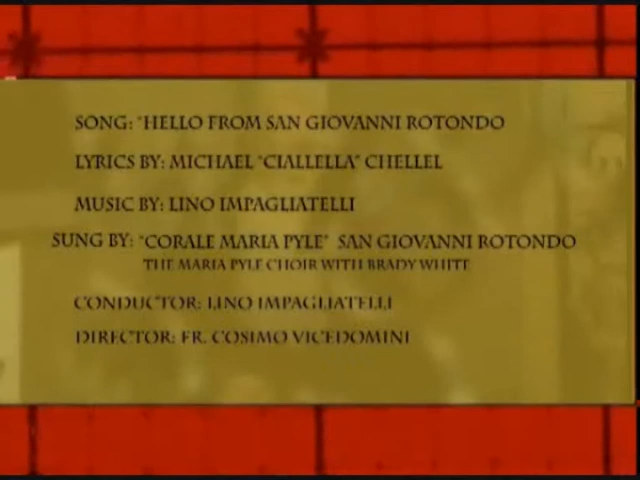 SONG: "HELLO FROM SAN GIOVANNI ROTONDO
LYRICS BY: MICHAEL "CIALLELLA" CHELLEL
MUSIC BY: LINO IMPAGLIATELLI
SUNG BY: "CORALE MARIA PYLE" SAN GIOVANNI ROTONDO
THE MARIA PYLE CHOIR WITH BRADY WHITE
CONDUCTOR: LINO IMPAGLIATELLI
DIRECTOR: FR. COSIMO VICEDOMINI